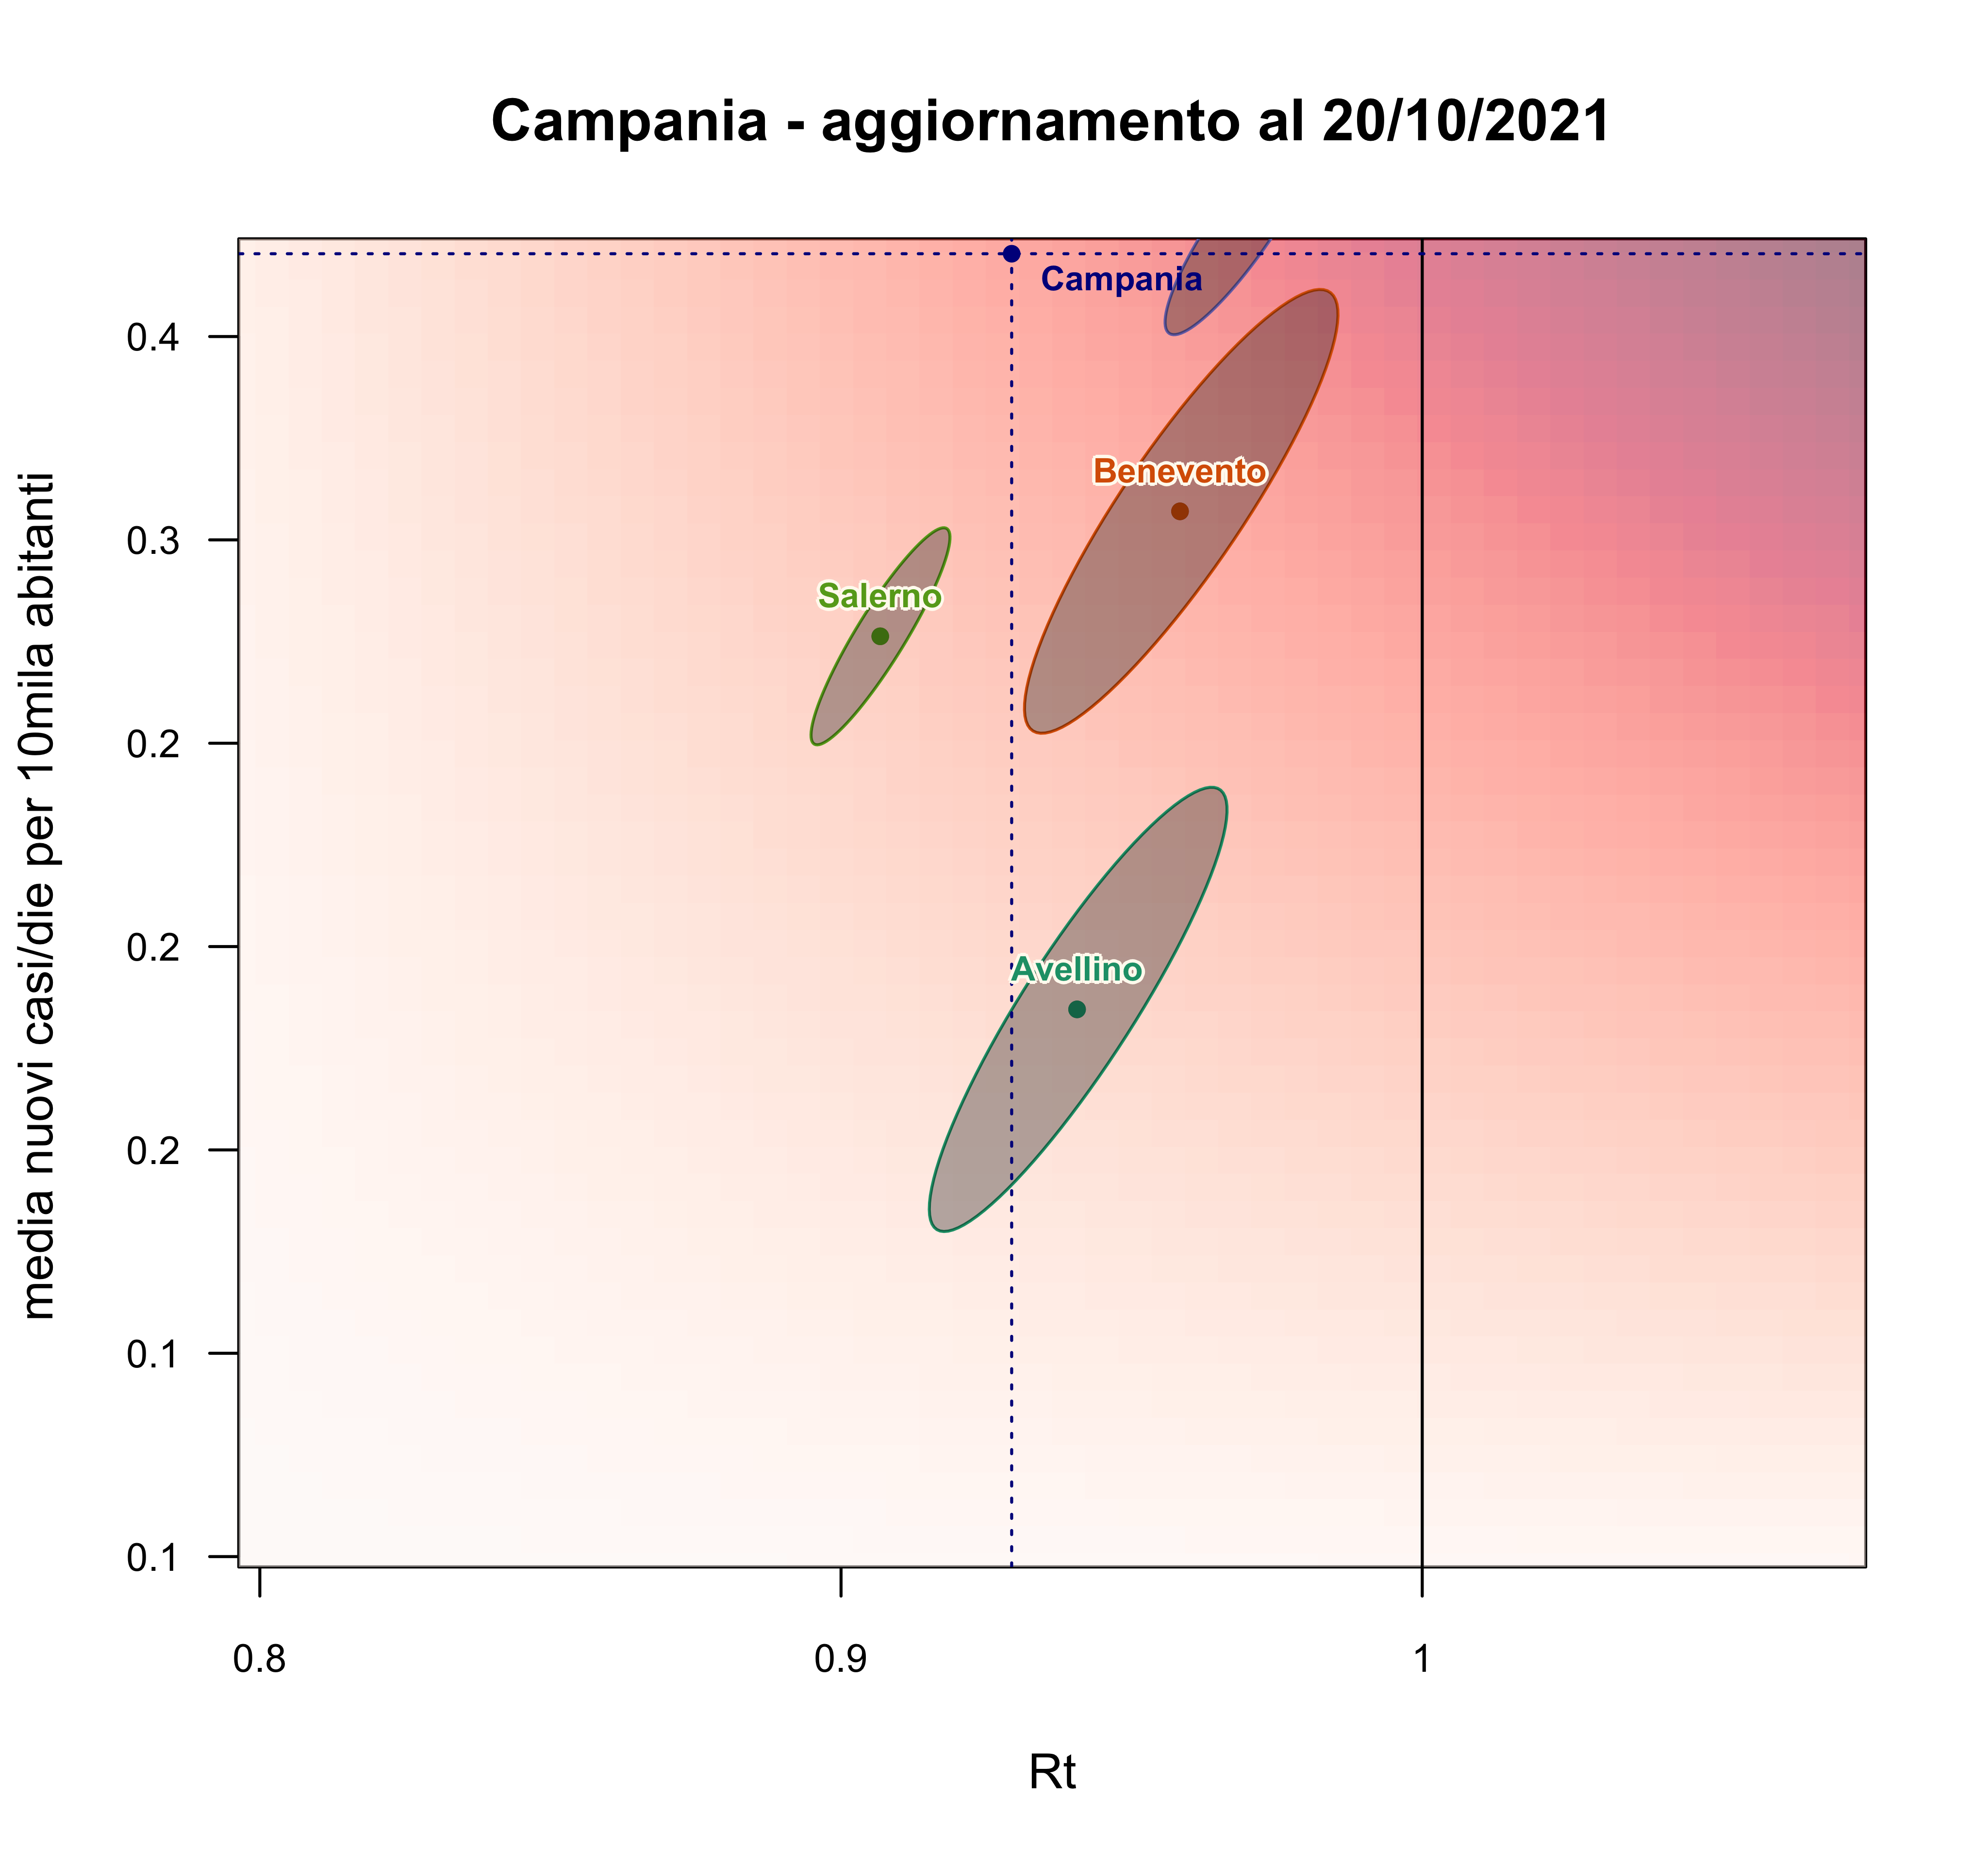 Campania - aggiornamento al 20/10/2021
media nuovi casi/die per 10mila abitanti
0.4
0.3
0.2
0.2
0.2
0.1
0.1
Campania
Benevento
Salerno
Avellino
0.8
0.9
1
Rt